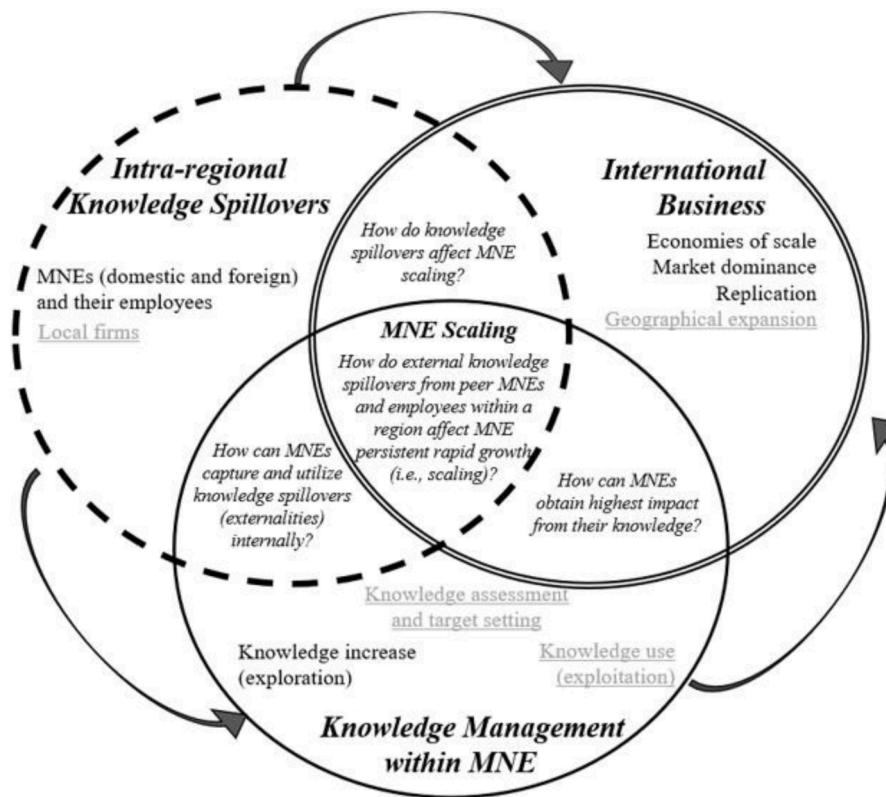 Intra-regional
Knowledge Spillovers
MNEs (domestic and foreign)
and their employees
Local firms
International
Business
Economies of scale
Market dominance
Replication
Geographical expansion
How do knowledge
spillovers affect MNE
scaling?
MNE Scaling
How do external knowledge
spillovers from peer MNEs
and employees within a
region affect MNE
persistent rapid growth
(i.e., scaling)?
How can MNEs
capture and utilize
knowledge spillovers
(externalities)
internally?
How can MNEs
obtain highest impact
from their knowledge?
Knowledge assessment
and target setting
Knowledge increase
(exploration)
Knowledge use
(exploitation)
Knowledge Management
within MNE